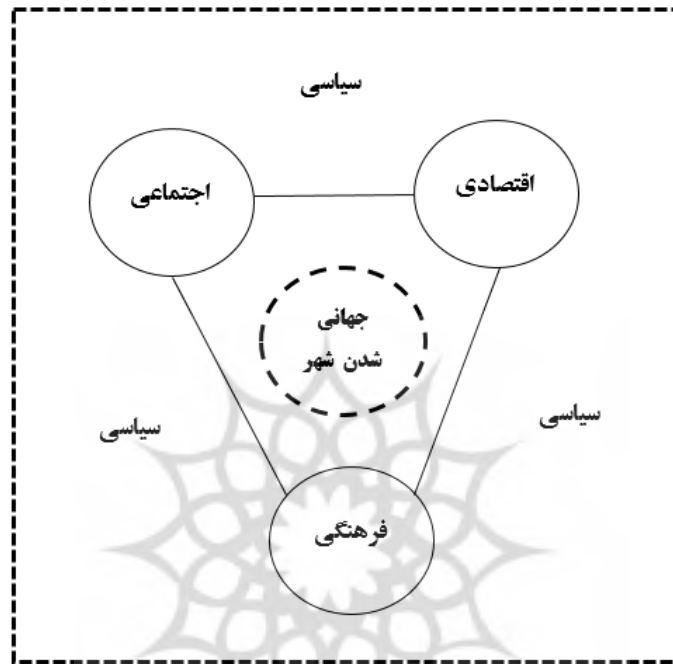 سیاسی
اقتصادی
اجتماعی
جهانی
شدن شهر
سیاسی
سیاسی
فرهنگی